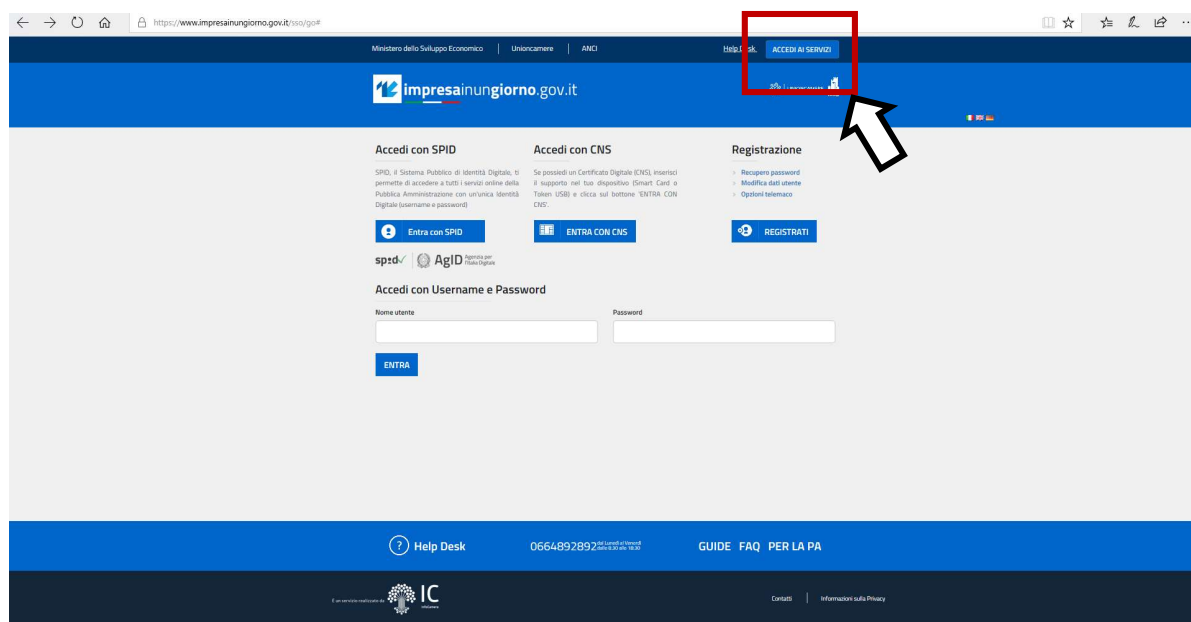 https://www.impresainungiorno.gov.it/sso/go#
Ministero dello Sviluppo Economico
Unioncamere
ANCI
Help Desk
ACCEDI AI SERVIZI
impresainungiorno.gov.it
Accedi con SPID
SPID, il Sistema Pubblico di Identità Digitale, ti
permette di accedere a tutti i servizi online della
Pubblica Amministrazione con un'unica Identità
Digitale (username e password)
Entra con SPID
spid
AgID Agenzia per
l'Italia Digitale
Accedi con CNS
Se possiedi un Certificato Digitale (CNS), inserisci
il supporto nel tuo dispositivo (Smart Card o
Token USB) e clicca sul bottone 'ENTRA CON
CNS'.
ENTRA CON CNS
Registrazione
Recupero password
Modifica dati utente
Opzioni telemaco
REGISTRATI
Accedi con Username e Password
Nome utente
Password
ENTRA
Help Desk
0664892892 dal Lunedì al Venerdì
dalle 8.30 alle 18.30
GUIDE FAQ PER LA PA
È un servizio realizzato da
IC
InfoCamere
Contatti
Informazioni sulla Privacy